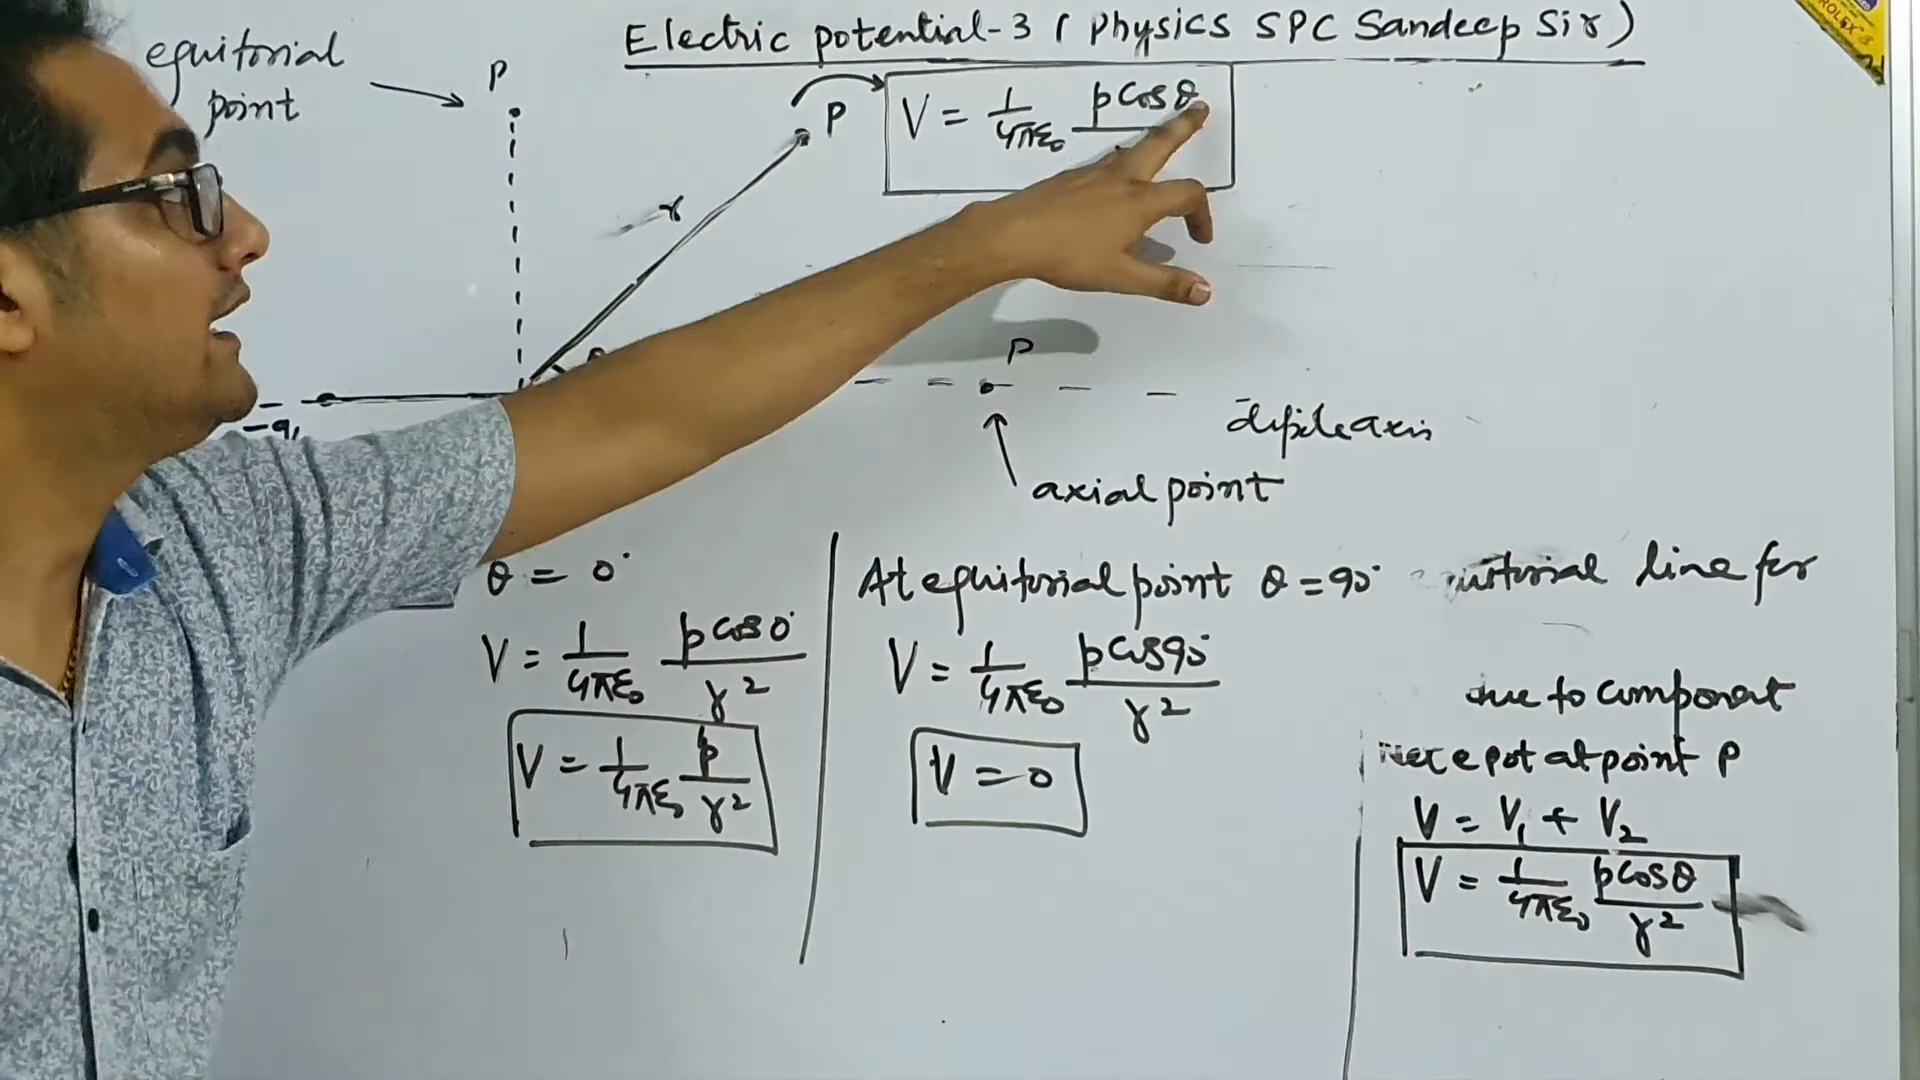 Electric potential-3 ( Physics SPC Sandeep Sir )
equitorial
point
P
P
V = 1/4πε₀ pcosθ
r
P
-q
dipole axis
axial point
θ = 0°
V = 1/4πε₀ pcos0°/r²
V = 1/4πε₀ p/r²
At equitorial point θ = 90°
V = 1/4πε₀ pcos90°/r²
V = 0
line for
due to component
pot at point P
V = V₁ + V₂
V = 1/4πε₀ pcosθ/r²